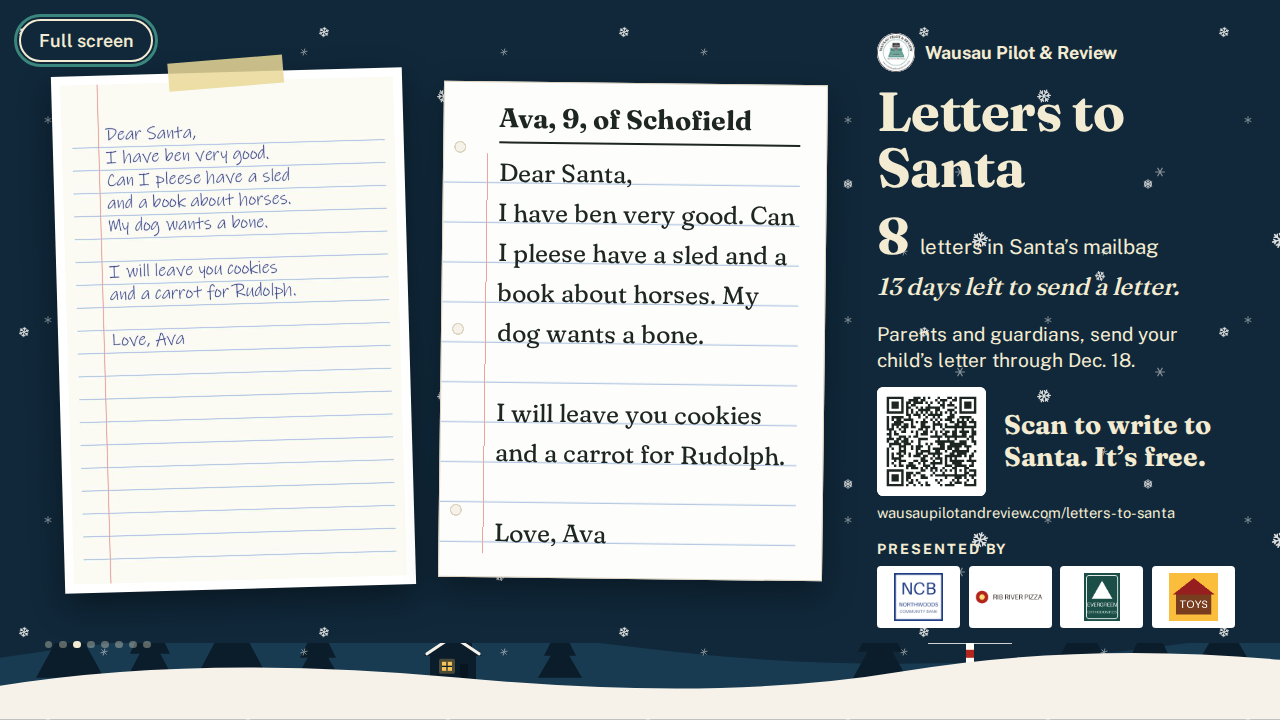 Full screen
Dear Santa,
I have ben very good.
Can I pleese have a sled
and a book about horses.
My dog wants a bone.
I will leave you cookies
and a carrot for Rudolph.
Love, Ava
Ava, 9, of Schofield
Dear Santa,
I have ben very good. Can
I pleese have a sled and a
book about horses. My
dog wants a bone.
I will leave you cookies
and a carrot for Rudolph.
Love, Ava
Wausau Pilot & Review
Letters to
Santa
8 letters in Santa's mailbag
13 days left to send a letter.
Parents and guardians, send your
child's letter through Dec. 18.
Scan to write to
Santa. It's free.
wausaupilotandreview.com/letters-to-santa
PRESENTED BY
NCB
NORTHWOODS
COMMUNITY BANK
RIB RIVER PIZZA
EVERGREEN
TOYS